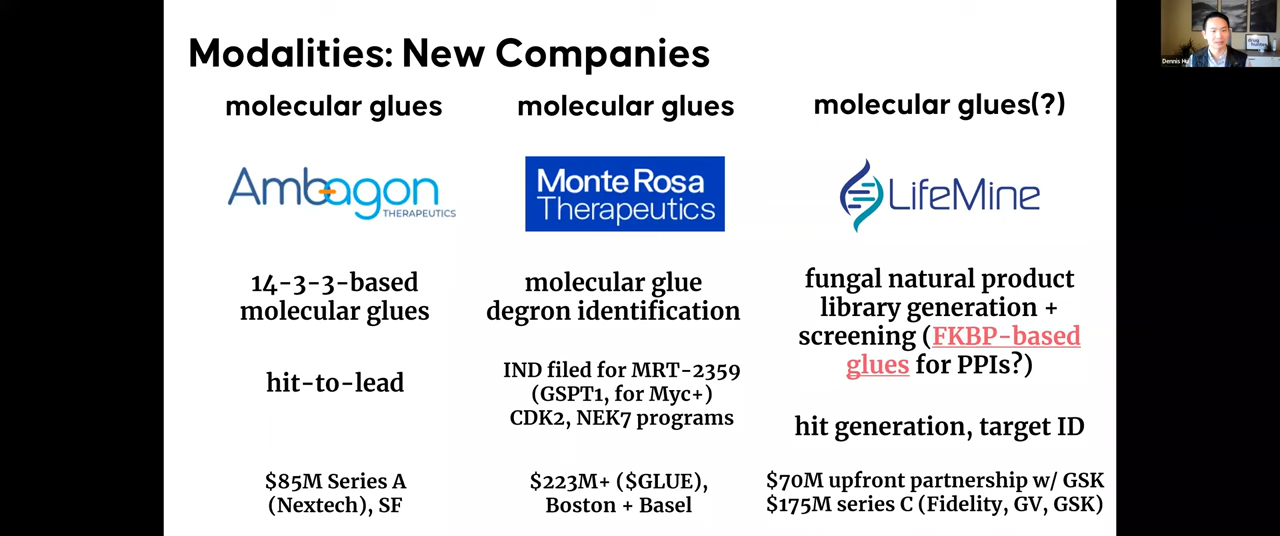 Modalities: New Companies
molecular glues
Ambagon
THERAPEUTICS
14-3-3-based
molecular glues
hit-to-lead
$85M Series A
(Nextech), SF
molecular glues
Monte Rosa
Therapeutics
molecular glue
degron identification
IND filed for MRT-2359
(GSPT1, for Myc+)
CDK2, NEK7 programs
$223M+ ($GLUE),
Boston + Basel
molecular glues(?)
LifeMine
fungal natural product
library generation +
screening (FKBP-based
glues for PPIs?)
hit generation, target ID
$70M upfront partnership w/ GSK
$175M series C (Fidelity, GV, GSK)
Dennis Hu
drug